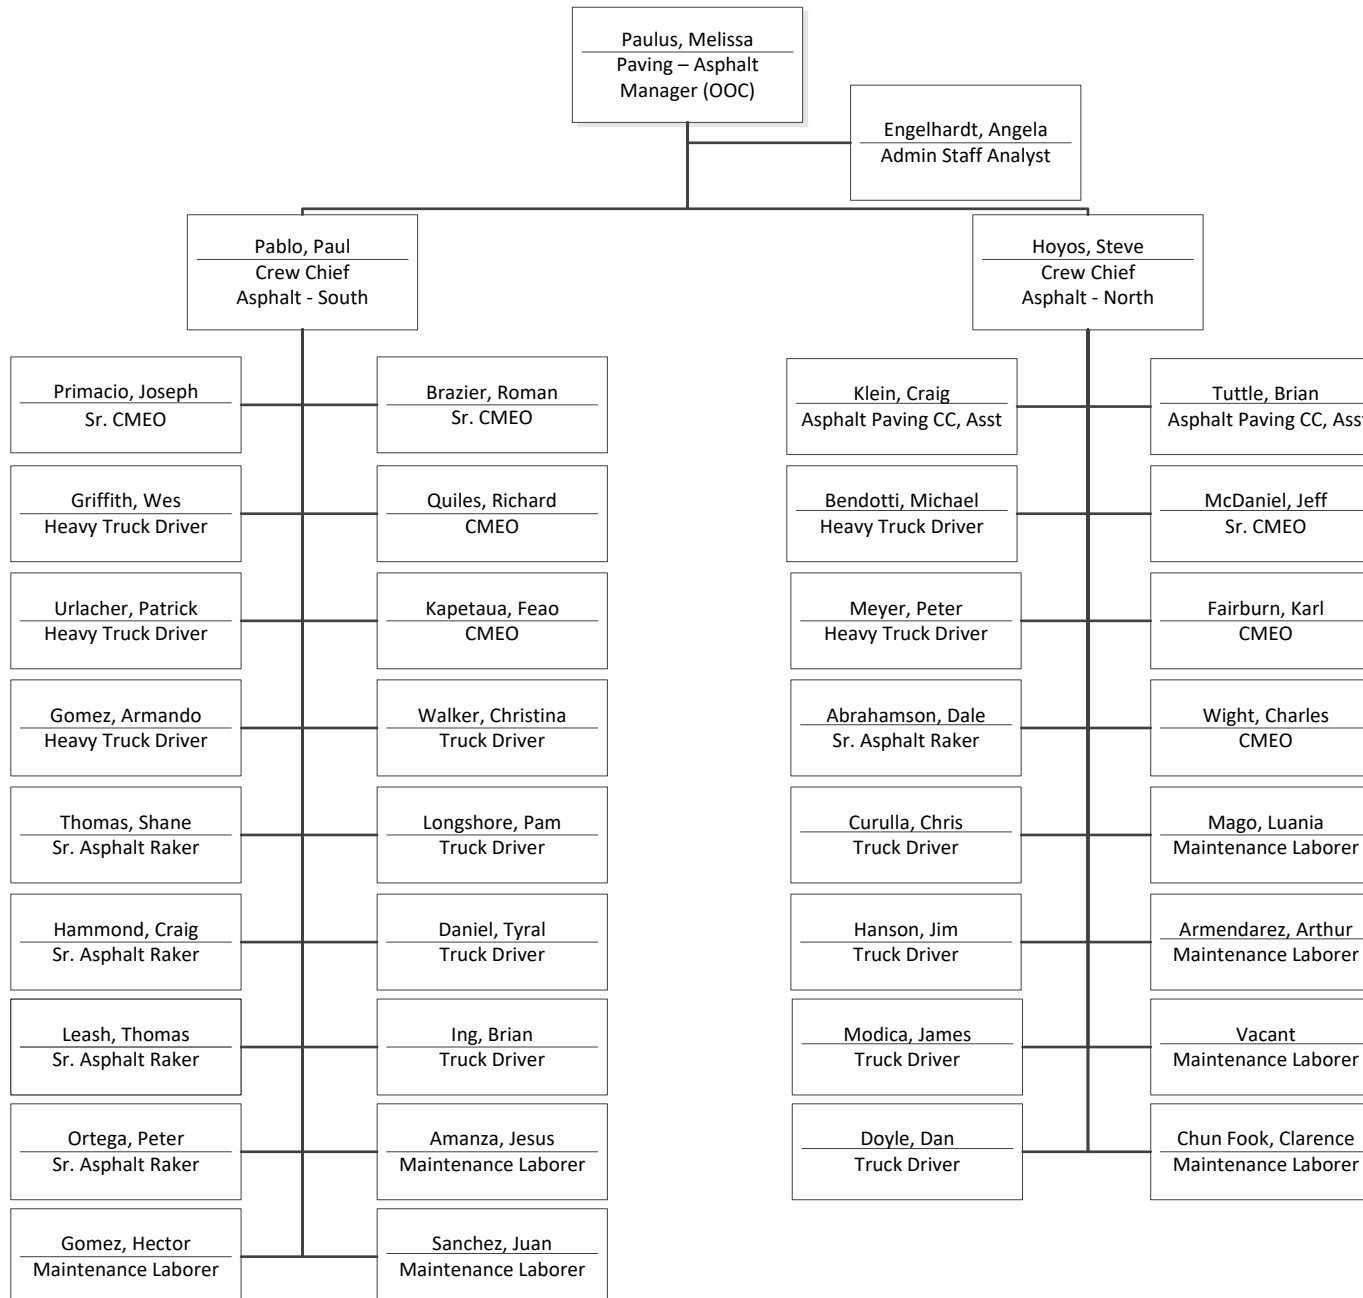 Paulus, Melissa
Paving – Asphalt
Manager (OOC)
Engelhardt, Angela
Admin Staff Analyst
Pablo, Paul
Crew Chief
Asphalt - South
Hoyos, Steve
Crew Chief
Asphalt - North
Primacio, Joseph
Sr. CMEO
Brazier, Roman
Sr. CMEO
Griffith, Wes
Heavy Truck Driver
Quiles, Richard
CMEO
Urlacher, Patrick
Heavy Truck Driver
Kapetaua, Feao
CMEO
Gomez, Armando
Heavy Truck Driver
Walker, Christina
Truck Driver
Thomas, Shane
Sr. Asphalt Raker
Longshore, Pam
Truck Driver
Hammond, Craig
Sr. Asphalt Raker
Daniel, Tyral
Truck Driver
Leash, Thomas
Sr. Asphalt Raker
Ing, Brian
Truck Driver
Ortega, Peter
Sr. Asphalt Raker
Amanza, Jesus
Maintenance Laborer
Gomez, Hector
Maintenance Laborer
Sanchez, Juan
Maintenance Laborer
Klein, Craig
Asphalt Paving CC, Asst
Tuttle, Brian
Asphalt Paving CC, Asst
Bendotti, Michael
Heavy Truck Driver
McDaniel, Jeff
Sr. CMEO
Meyer, Peter
Heavy Truck Driver
Fairburn, Karl
CMEO
Abrahamson, Dale
Sr. Asphalt Raker
Wight, Charles
CMEO
Curulla, Chris
Truck Driver
Mago, Luania
Maintenance Laborer
Hanson, Jim
Truck Driver
Armendarez, Arthur
Maintenance Laborer
Modica, James
Truck Driver
Vacant
Maintenance Laborer
Doyle, Dan
Truck Driver
Chun Fook, Clarence
Maintenance Laborer